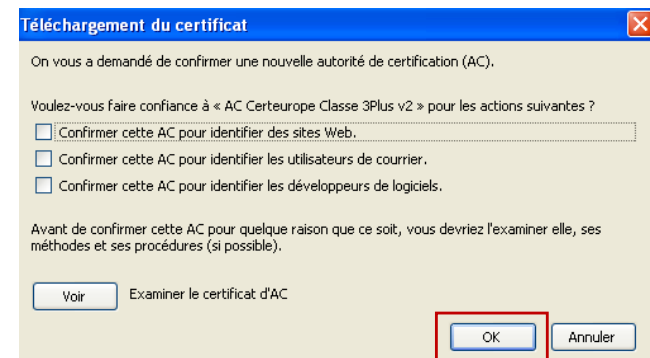 Téléchargement du certificat
On vous a demandé de confirmer une nouvelle autorité de certification (AC).
Voulez-vous faire confiance à « AC Certeurope Classe 3Plus v2 » pour les actions suivantes ?
Confirmer cette AC pour identifier des sites Web.
Confirmer cette AC pour identifier les utilisateurs de courrier.
Confirmer cette AC pour identifier les développeurs de logiciels.
Avant de confirmer cette AC pour quelque raison que ce soit, vous devriez l'examiner elle, ses
méthodes et ses procédures (si possible).
Voir Examiner le certificat d'AC
OK Annuler